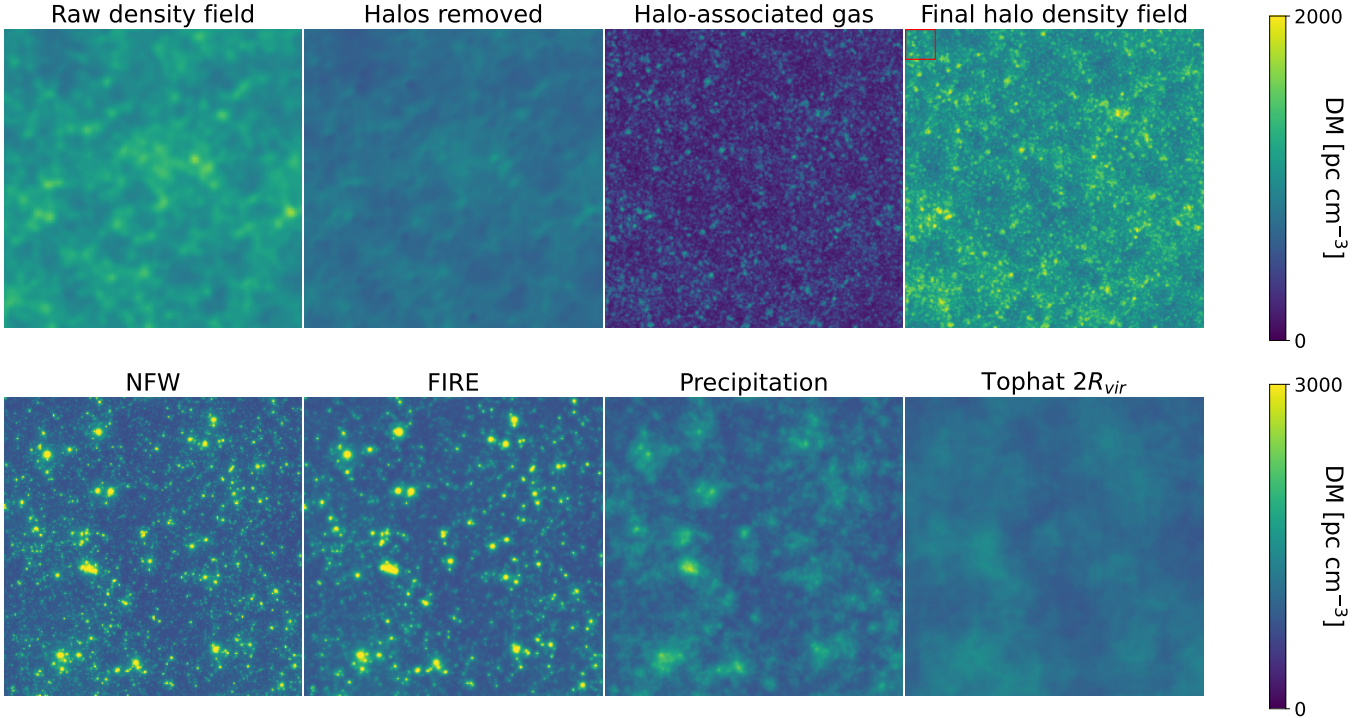 Raw density field
Halos removed
Halo-associated gas
Final halo density field
2000
DM [pc cm⁻³]
0
NFW
FIRE
Precipitation
Tophat 2R_vir
3000
DM [pc cm⁻³]
0